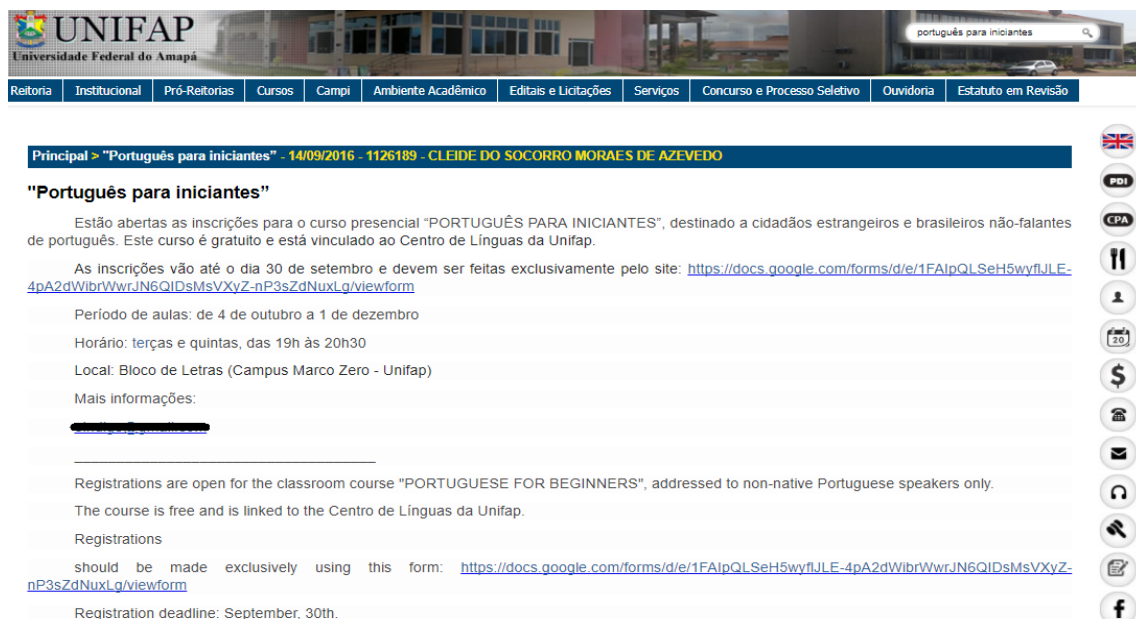 UNIFAP
Universidade Federal do Amapá
português para iniciantes
Reitoria Institucional Pró-Reitorias Cursos Campi Ambiente Acadêmico Editais e Licitações Serviços Concurso e Processo Seletivo Ouvidoria Estatuto em Revisão
Principal > "Português para iniciantes” - 14/09/2016 - 1126189 - CLEIDE DO SOCORRO MORAES DE AZEVEDO
"Português para iniciantes”
Estão abertas as inscrições para o curso presencial “PORTUGUÊS PARA INICIANTES”, destinado a cidadãos estrangeiros e brasileiros não-falantes
de português. Este curso é gratuito e está vinculado ao Centro de Línguas da Unifap.
As inscrições vão até o dia 30 de setembro e devem ser feitas exclusivamente pelo site: https://docs.google.com/forms/d/e/1FAIpQLSeH5wyflJLE-
4pA2dWibrWwrJN6QIDsMsVXyZ-nP3sZdNuxLg/viewform
Período de aulas: de 4 de outubro a 1 de dezembro
Horário: terças e quintas, das 19h às 20h30
Local: Bloco de Letras (Campus Marco Zero - Unifap)
Mais informações:
Registrations are open for the classroom course "PORTUGUESE FOR BEGINNERS", addressed to non-native Portuguese speakers only.
The course is free and is linked to the Centro de Línguas da Unifap.
Registrations
should be made exclusively using this form: https://docs.google.com/forms/d/e/1FAIpQLSeH5wyflJLE-4pA2dWibrWwrJN6QIDsMsVXyZ-
nP3sZdNuxLg/viewform
Registration deadline: September, 30th.
PDI
CPA
20